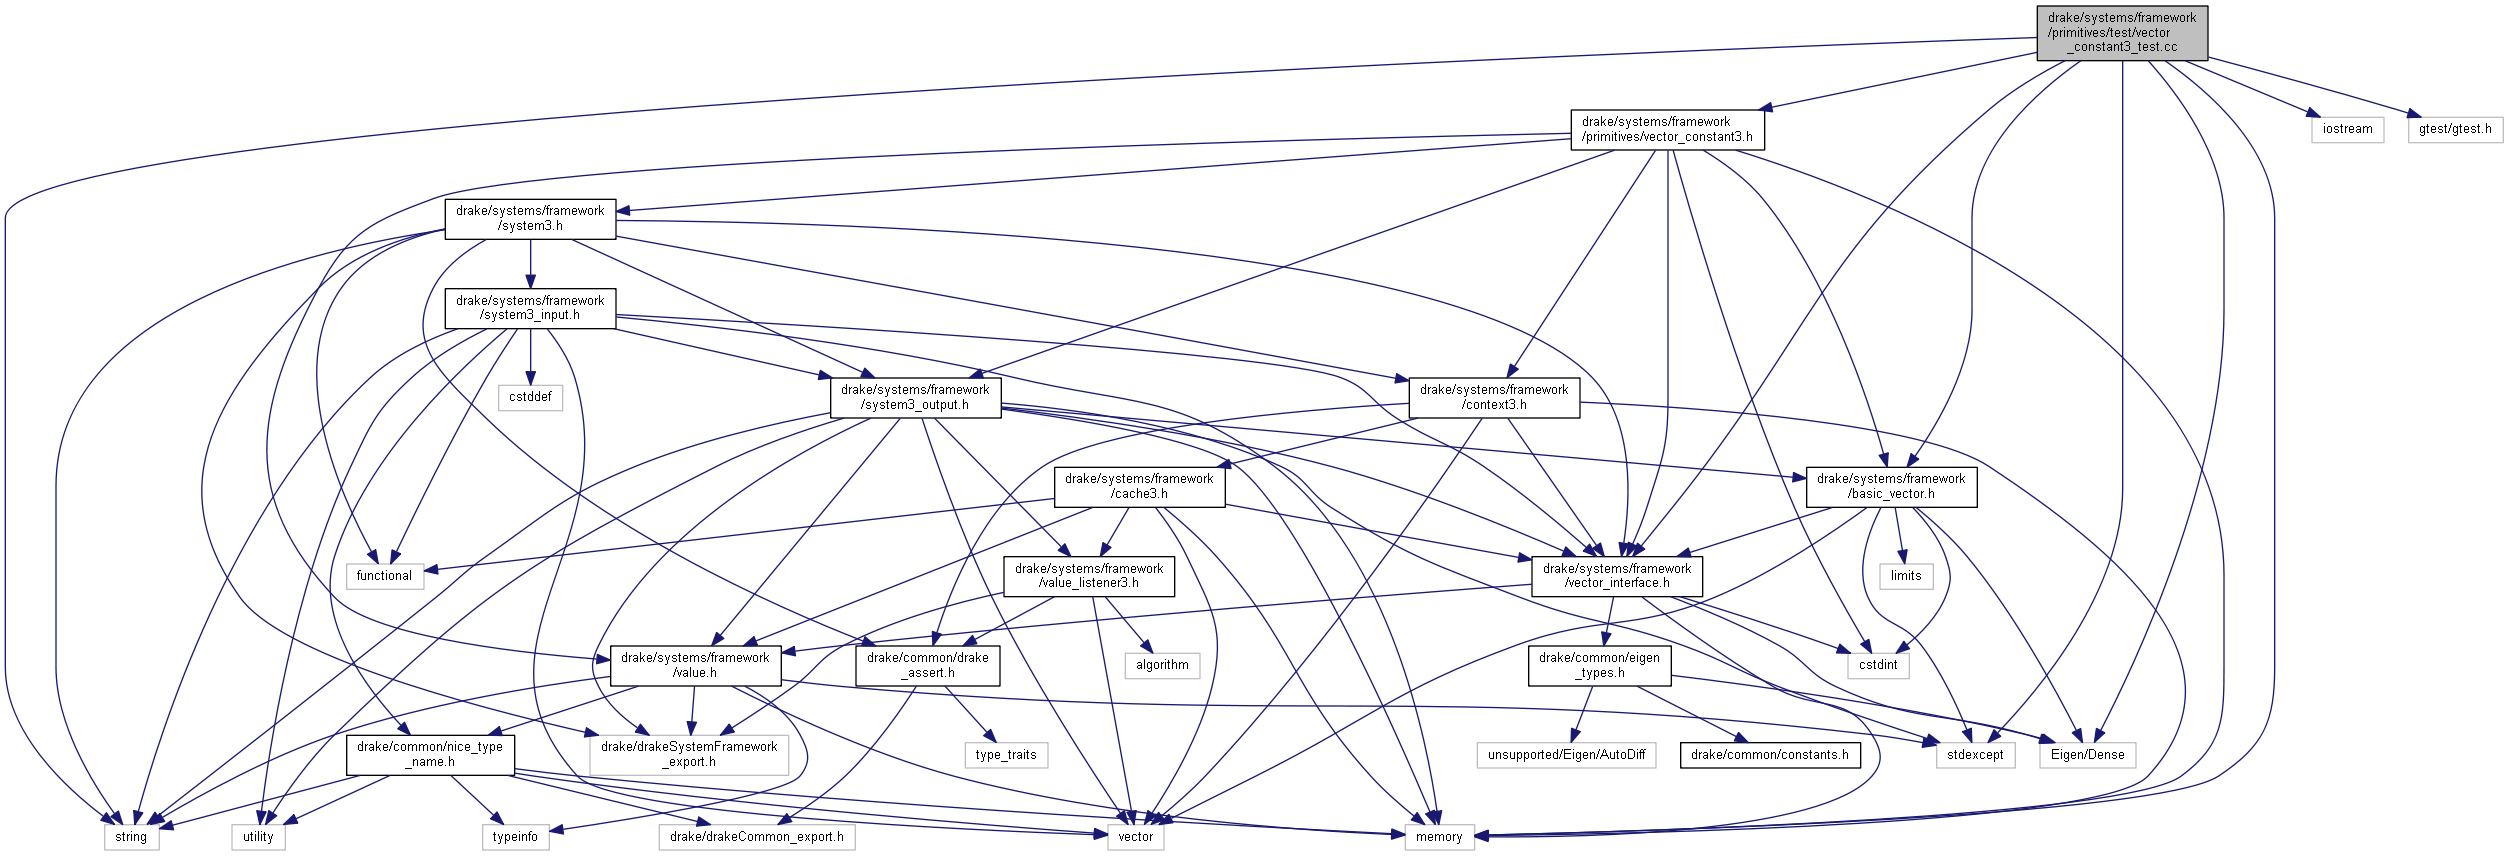 drake/systems/framework
/primitives/test/vector
_constant3_test.cc
drake/systems/framework
/primitives/vector_constant3.h
iostream
gtest/gtest.h
drake/systems/framework
/system3.h
drake/systems/framework
/system3_input.h
cstddef
drake/systems/framework
/system3_output.h
drake/systems/framework
/context3.h
drake/systems/framework
/cache3.h
drake/systems/framework
/basic_vector.h
functional
drake/systems/framework
/value_listener3.h
drake/systems/framework
/vector_interface.h
limits
drake/systems/framework
/value.h
drake/common/drake
_assert.h
algorithm
drake/common/eigen
_types.h
cstdint
drake/common/nice_type
_name.h
drake/drakeSystemFramework
_export.h
type_traits
unsupported/Eigen/AutoDiff
drake/common/constants.h
stdexcept
Eigen/Dense
string
utility
typeinfo
drake/drakeCommon_export.h
vector
memory